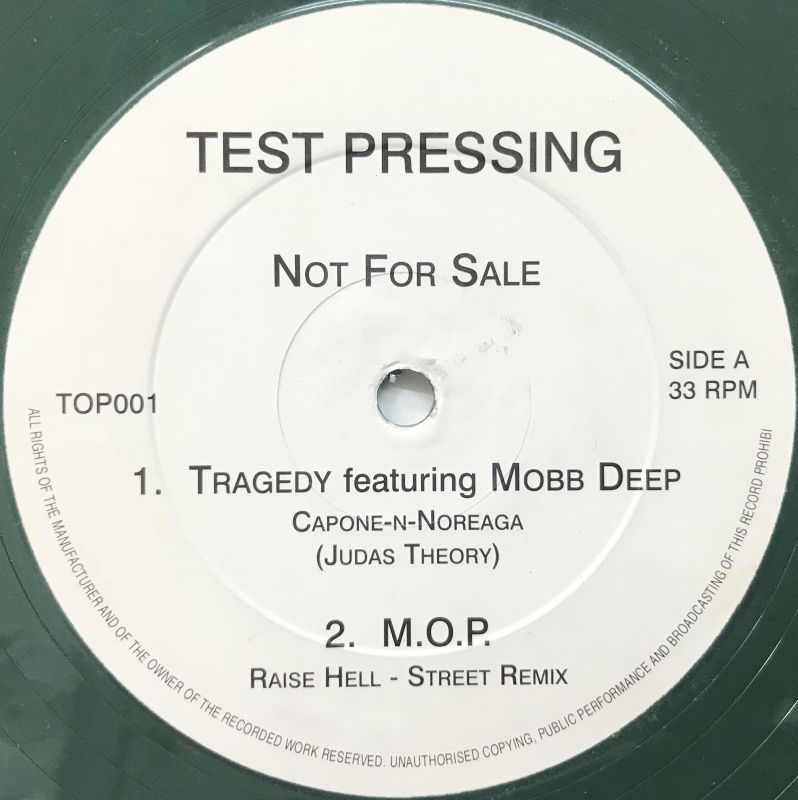 TEST PRESSING
NOT FOR SALE
SIDE A
33 RPM
TOP001
1. TRAGEDY featuring MOBB DEEP
CAPONE-N-NOREAGA
(JUDAS THEORY)
2. M.O.P.
RAISE HELL - STREET REMIX
ALL RIGHTS OF THE MANUFACTURER AND OF THE OWNER OF THE RECORDED WORK RESERVED. UNAUTHORISED COPYING, PUBLIC PERFORMANCE AND BROADCASTING OF THIS RECORD PROHIBI